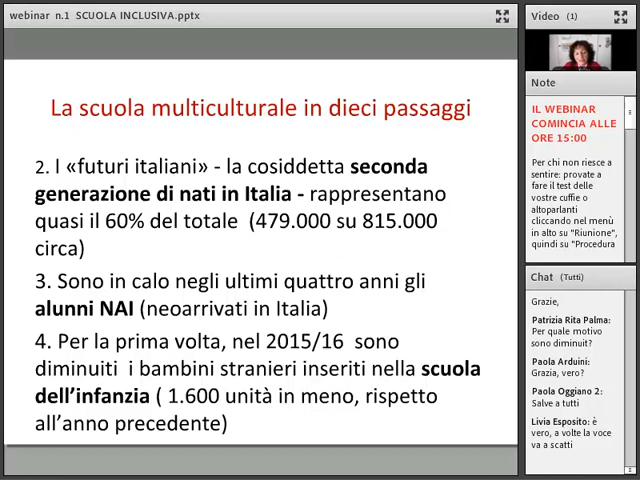 webinar n.1 SCUOLA INCLUSIVA.pptx
La scuola multiculturale in dieci passaggi
2. I «futuri italiani» - la cosiddetta seconda
generazione di nati in Italia - rappresentano
quasi il 60% del totale (479.000 su 815.000
circa)
3. Sono in calo negli ultimi quattro anni gli
alunni NAI (neoarrivati in Italia)
4. Per la prima volta, nel 2015/16 sono
diminuiti i bambini stranieri inseriti nella scuola
dell'infanzia ( 1.600 unità in meno, rispetto
all'anno precedente)
Video (1)
Note
IL WEBINAR
COMINCIA ALLE
ORE 15:00
Per chi non riesce a
sentire: provate a
fare il test delle
vostre cuffie o
altoparlanti
cliccando nel menù
in alto su "Riunione",
quindi su "Procedura
Chat (Tutti)
Grazie,
Patrizia Rita Palma:
Per quale motivo
sono diminuit?
Paola Arduini:
Grazia, vero?
Paola Oggiano 2:
Salve a tutti
Livia Esposito: è
vero, a volte la voce
va a scatti